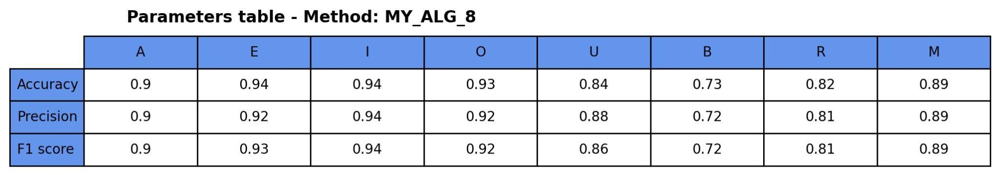 Parameters table - Method: MY_ALG_8
A E I O U B R M
Accuracy 0.9 0.94 0.94 0.93 0.84 0.73 0.82 0.89
Precision 0.9 0.92 0.94 0.92 0.88 0.72 0.81 0.89
F1 score 0.9 0.93 0.94 0.92 0.86 0.72 0.81 0.89